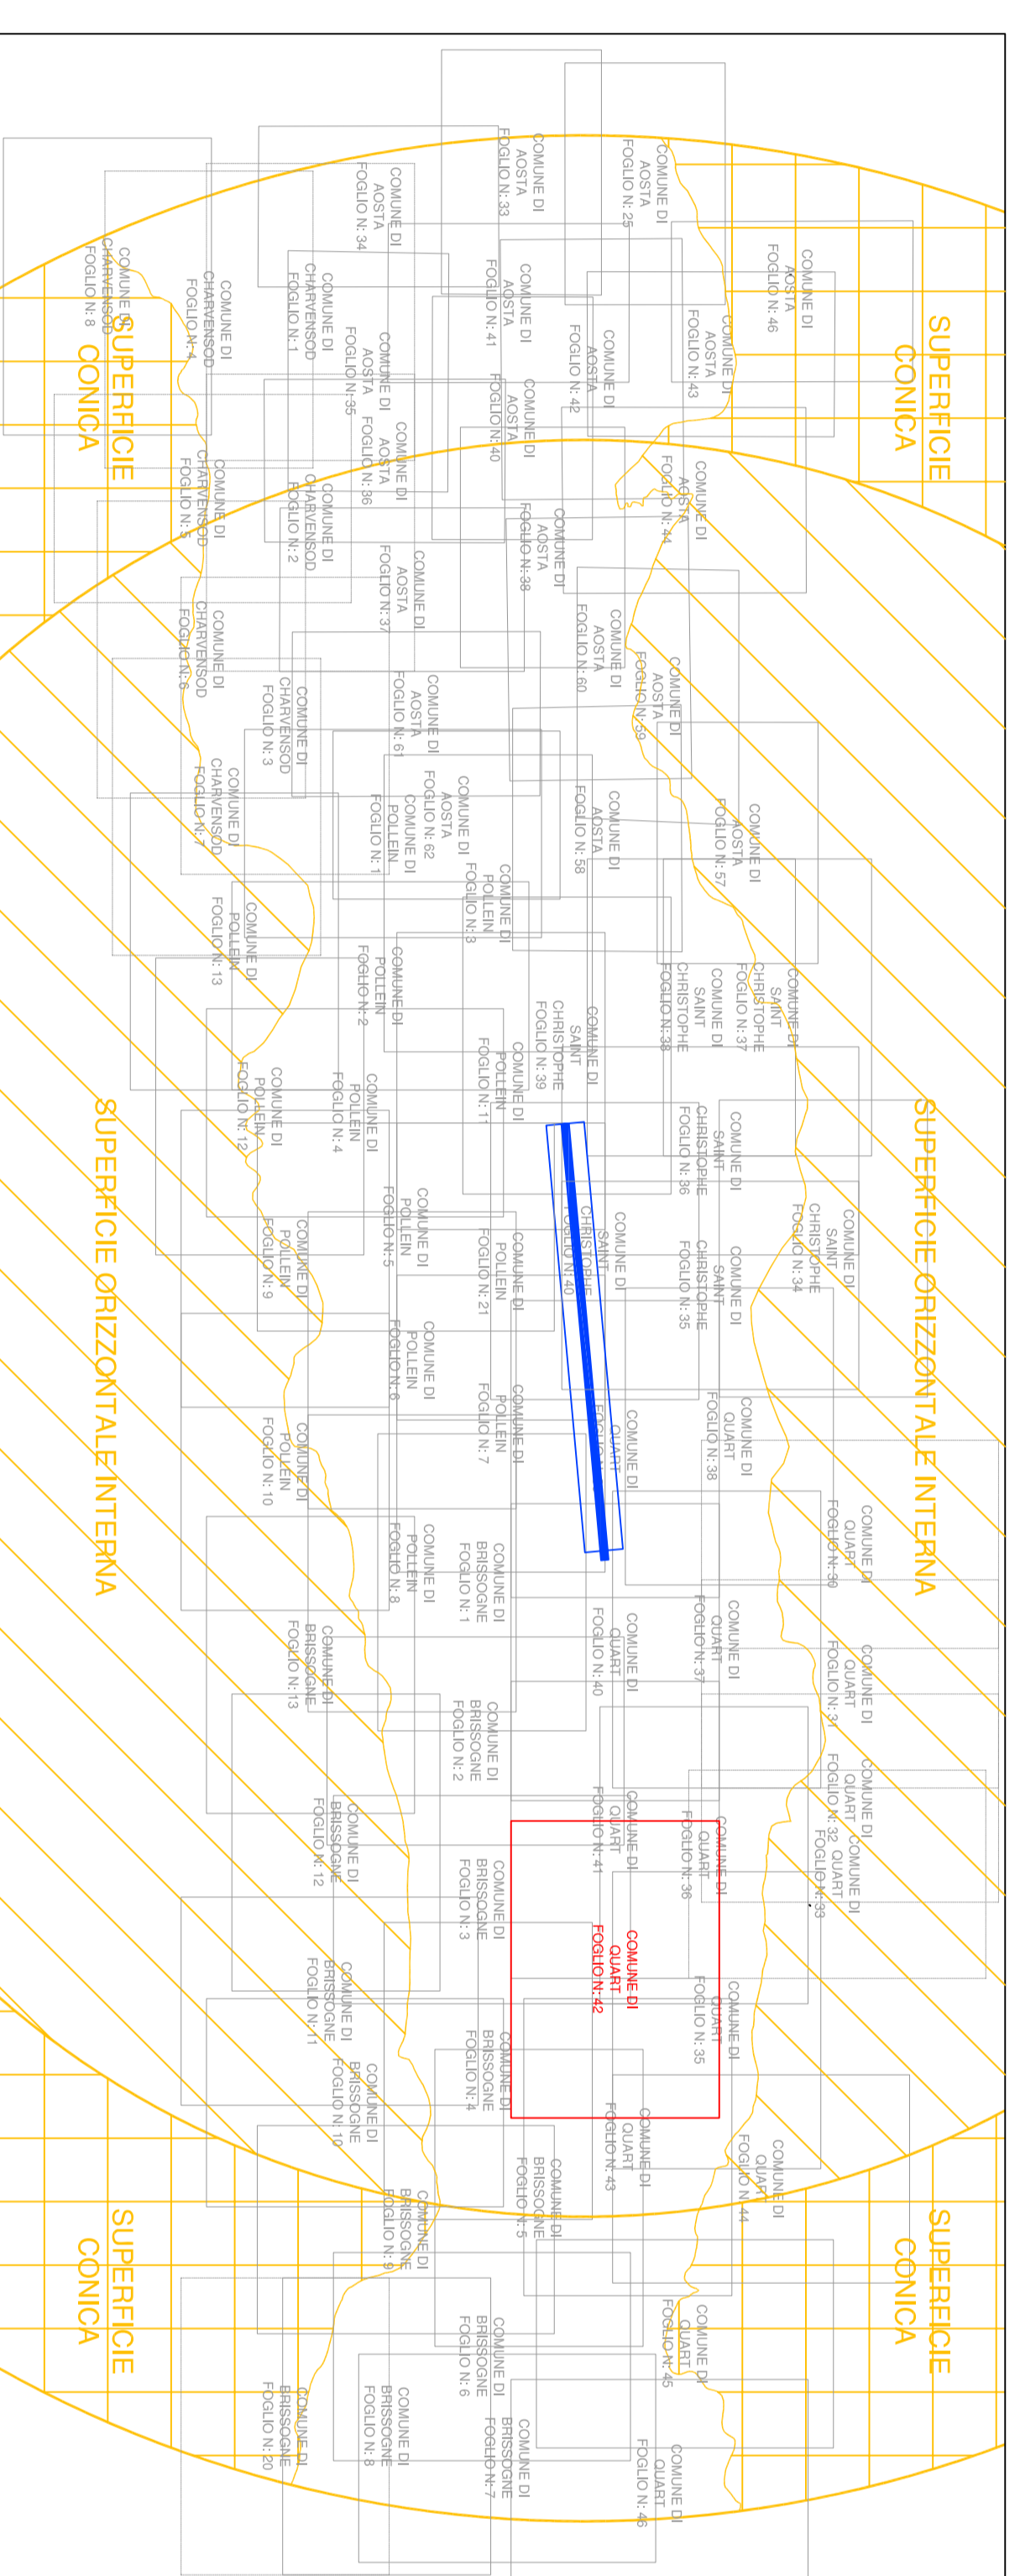 COMUNE DI
AOSTA
FOGLIO N: 33
COMUNE DI
AOSTA
FOGLIO N: 25
COMUNE DI
AOSTA
FOGLIO N: 34
COMUNE DI
AOSTA
FOGLIO N: 46
COMUNE DI
CHARVENSOD
FOGLIO N: 8
COMUNE DI
CHARVENSOD
FOGLIO N: 4
COMUNE DI
CHARVENSOD
FOGLIO N: 1
COMUNE DI
AOSTA
FOGLIO N: 41
COMUNE DI
AOSTA
FOGLIO N: 43
SUPERFICIE
CONICA
SUPERFICIE
CONICA
COMUNE DI
AOSTA
FOGLIO N: 35
COMUNE DI
AOSTA
FOGLIO N: 42
COMUNE DI
AOSTA
FOGLIO N: 40
COMUNE DI
AOSTA
FOGLIO N: 36
COMUNE DI
CHARVENSOD
FOGLIO N: 5
COMUNE DI
CHARVENSOD
FOGLIO N: 2
COMUNE DI
AOSTA
FOGLIO N: 44
COMUNE DI
AOSTA
FOGLIO N: 38
COMUNE DI
AOSTA
FOGLIO N: 37
COMUNE DI
CHARVENSOD
FOGLIO N: 6
COMUNE DI
AOSTA
FOGLIO N: 60
COMUNE DI
AOSTA
FOGLIO N: 59
COMUNE DI
CHARVENSOD
FOGLIO N: 3
COMUNE DI
AOSTA
FOGLIO N: 61
COMUNE DI
CHARVENSOD
FOGLIO N: 7
COMUNE DI
AOSTA
FOGLIO N: 62
COMUNE DI
POLLEIN
FOGLIO N: 1
COMUNE DI
AOSTA
FOGLIO N: 58
COMUNE DI
AOSTA
FOGLIO N: 57
COMUNE DI
POLLEIN
FOGLIO N: 3
COMUNE DI
POLLEIN
FOGLIO N: 13
COMUNE DI
POLLEIN
FOGLIO N: 2
COMUNE DI
SAINT
CHRISTOPHE
FOGLIO N: 38
COMUNE DI
SAINT
CHRISTOPHE
FOGLIO N: 37
COMUNE DI
SAINT
CHRISTOPHE
FOGLIO N: 39
COMUNE DI
POLLEIN
FOGLIO N: 11
COMUNE DI
POLLEIN
FOGLIO N: 12
COMUNE DI
POLLEIN
FOGLIO N: 4
COMUNE DI
SAINT
CHRISTOPHE
FOGLIO N: 36
SUPERFICIE ORIZZONTALE INTERNA
SUPERFICIE ORIZZONTALE INTERNA
COMUNE DI
POLLEIN
FOGLIO N: 5
COMUNE DI
SAINT
CHRISTOPHE
FOGLIO N: 40
COMUNE DI
SAINT
CHRISTOPHE
FOGLIO N: 34
COMUNE DI
POLLEIN
FOGLIO N: 9
COMUNE DI
POLLEIN
FOGLIO N: 21
COMUNE DI
SAINT
CHRISTOPHE
FOGLIO N: 35
COMUNE DI
POLLEIN
FOGLIO N: 6
COMUNE DI
POLLEIN
FOGLIO N: 7
COMUNE DI
QUART
COMUNE DI
QUART
FOGLIO N: 38
COMUNE DI
POLLEIN
FOGLIO N: 10
COMUNE DI
POLLEIN
FOGLIO N: 8
COMUNE DI
QUART
FOGLIO N: 30
COMUNE DI
BRISSOGNE
FOGLIO N: 1
COMUNE DI
QUART
FOGLIO N: 40
COMUNE DI
QUART
FOGLIO N: 37
COMUNE DI
BRISSOGNE
FOGLIO N: 13
COMUNE DI
QUART
FOGLIO N: 31
COMUNE DI
BRISSOGNE
FOGLIO N: 2
COMUNE DI
QUART
FOGLIO N: 32
COMUNE DI
QUART
FOGLIO N: 41
COMUNE DI
BRISSOGNE
FOGLIO N: 12
COMUNE DI
QUART
FOGLIO N: 36
COMUNE DI
QUART
FOGLIO N: 33
COMUNE DI
BRISSOGNE
FOGLIO N: 3
COMUNE DI
QUART
FOGLIO N: 42
COMUNE DI
BRISSOGNE
FOGLIO N: 11
COMUNE DI
QUART
FOGLIO N: 35
COMUNE DI
BRISSOGNE
FOGLIO N: 4
COMUNE DI
BRISSOGNE
FOGLIO N: 10
COMUNE DI
QUART
FOGLIO N: 43
COMUNE DI
QUART
FOGLIO N: 44
COMUNE DI
BRISSOGNE
FOGLIO N: 5
COMUNE DI
BRISSOGNE
FOGLIO N: 9
SUPERFICIE
CONICA
SUPERFICIE
CONICA
COMUNE DI
QUART
FOGLIO N: 45
COMUNE DI
BRISSOGNE
FOGLIO N: 6
COMUNE DI
BRISSOGNE
FOGLIO N: 20
COMUNE DI
BRISSOGNE
FOGLIO N: 3
COMUNE DI
BRISSOGNE
FOGLIO N: 7
COMUNE DI
QUART
FOGLIO N: 46